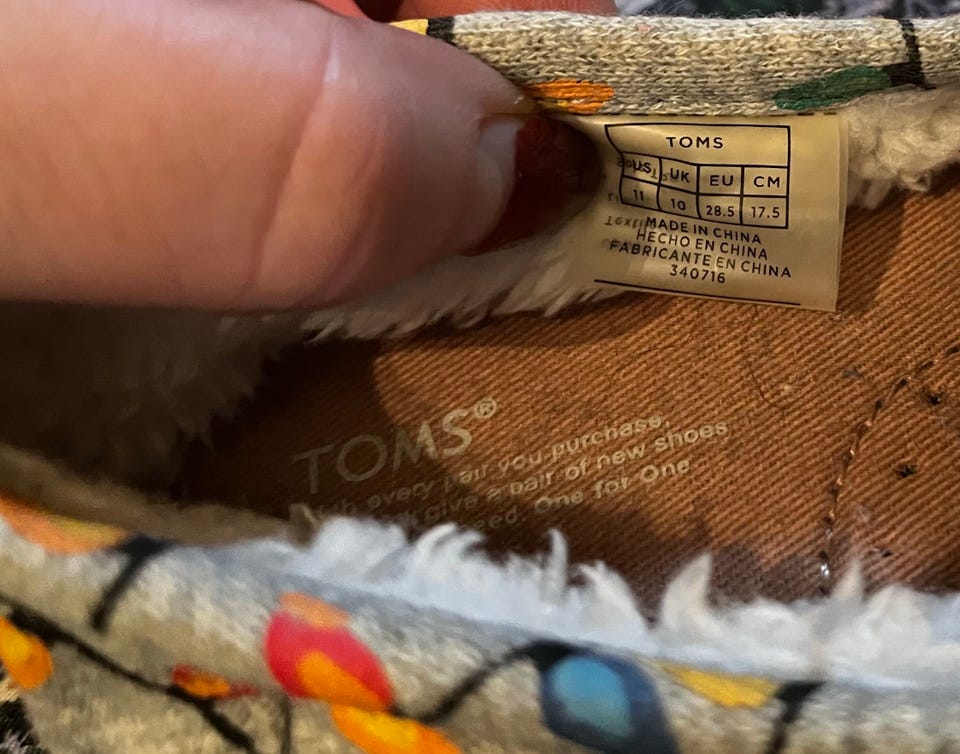 TOMS
US UK EU CM
11 10 28.5 17.5
MADE IN CHINA
HECHO EN CHINA
FABRICANTE EN CHINA
340716
TOMS®
every pair you purchase,
give a pair of new shoes
One for One